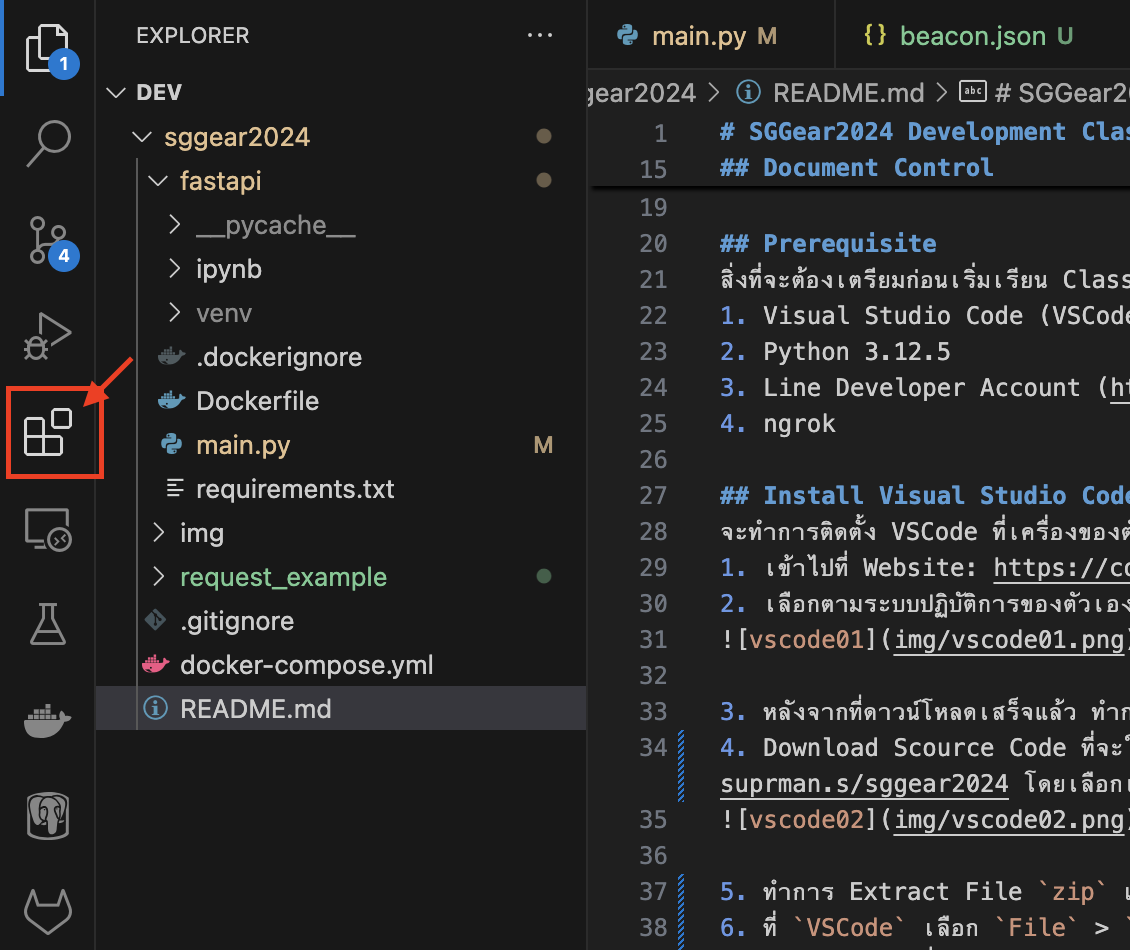 1
4
EXPLORER
...
DEV
sggear2024
fastapi
__pycache__
ipynb
venv
.dockerignore
Dockerfile
main.py M
requirements.txt
img
request_example
.gitignore
docker-compose.yml
README.md
main.py M
{} beacon.json U
gear2024 > README.md > abc # SGGear20
1 # SGGear2024 Development Clas
15 ## Document Control
19
20 ## Prerequisite
21 สิ่งที่จะต้องเตรียมก่อนเริ่มเรียน Class
22 1. Visual Studio Code (VSCode
23 2. Python 3.12.5
24 3. Line Developer Account (ht
25 4. ngrok
26
27 ## Install Visual Studio Code
28 จะทำการติดตั้ง VSCode ที่เครื่องของตั
29 1. เข้าไปที่ Website: https://co
30 2. เลือกตามระบบปฏิบัติการของตัวเอง
31 ![vscode01](img/vscode01.png)
32
33 3. หลังจากที่ดาวน์โหลดเสร็จแล้ว ทำก
34 4. Download Scource Code ที่จะใ
suprman.s/sggear2024 โดยเลือกเ
35 ![vscode02](img/vscode02.png)
36
37 5. ทำการ Extract File `zip` เ
38 6. ที่ `VSCode` เลือก `File` > `